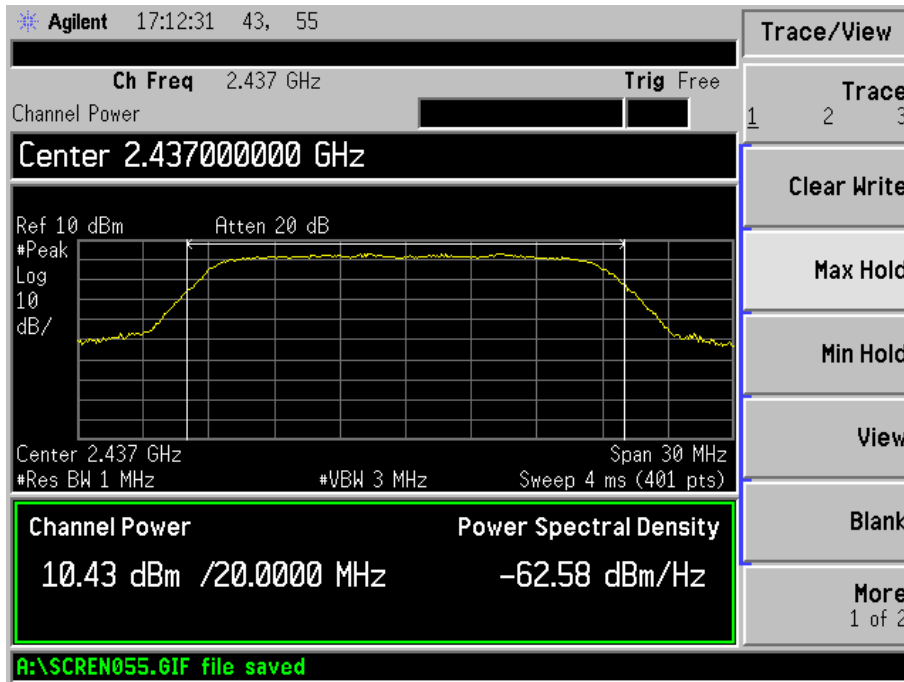 Agilent 17:12:31 43, 55
Trace/View
Ch Freq 2.437 GHz
Trig Free
Channel Power
Trace
1 2 3
Center 2.437000000 GHz
Clear Write
Ref 10 dBm Atten 20 dB
#Peak
Log
10
dB/
Max Hold
Min Hold
View
Center 2.437 GHz Span 30 MHz
#Res BW 1 MHz #VBW 3 MHz Sweep 4 ms (401 pts)
Blank
Channel Power Power Spectral Density
10.43 dBm /20.0000 MHz -62.58 dBm/Hz
More
1 of 2
A:\SCREN055.GIF file saved